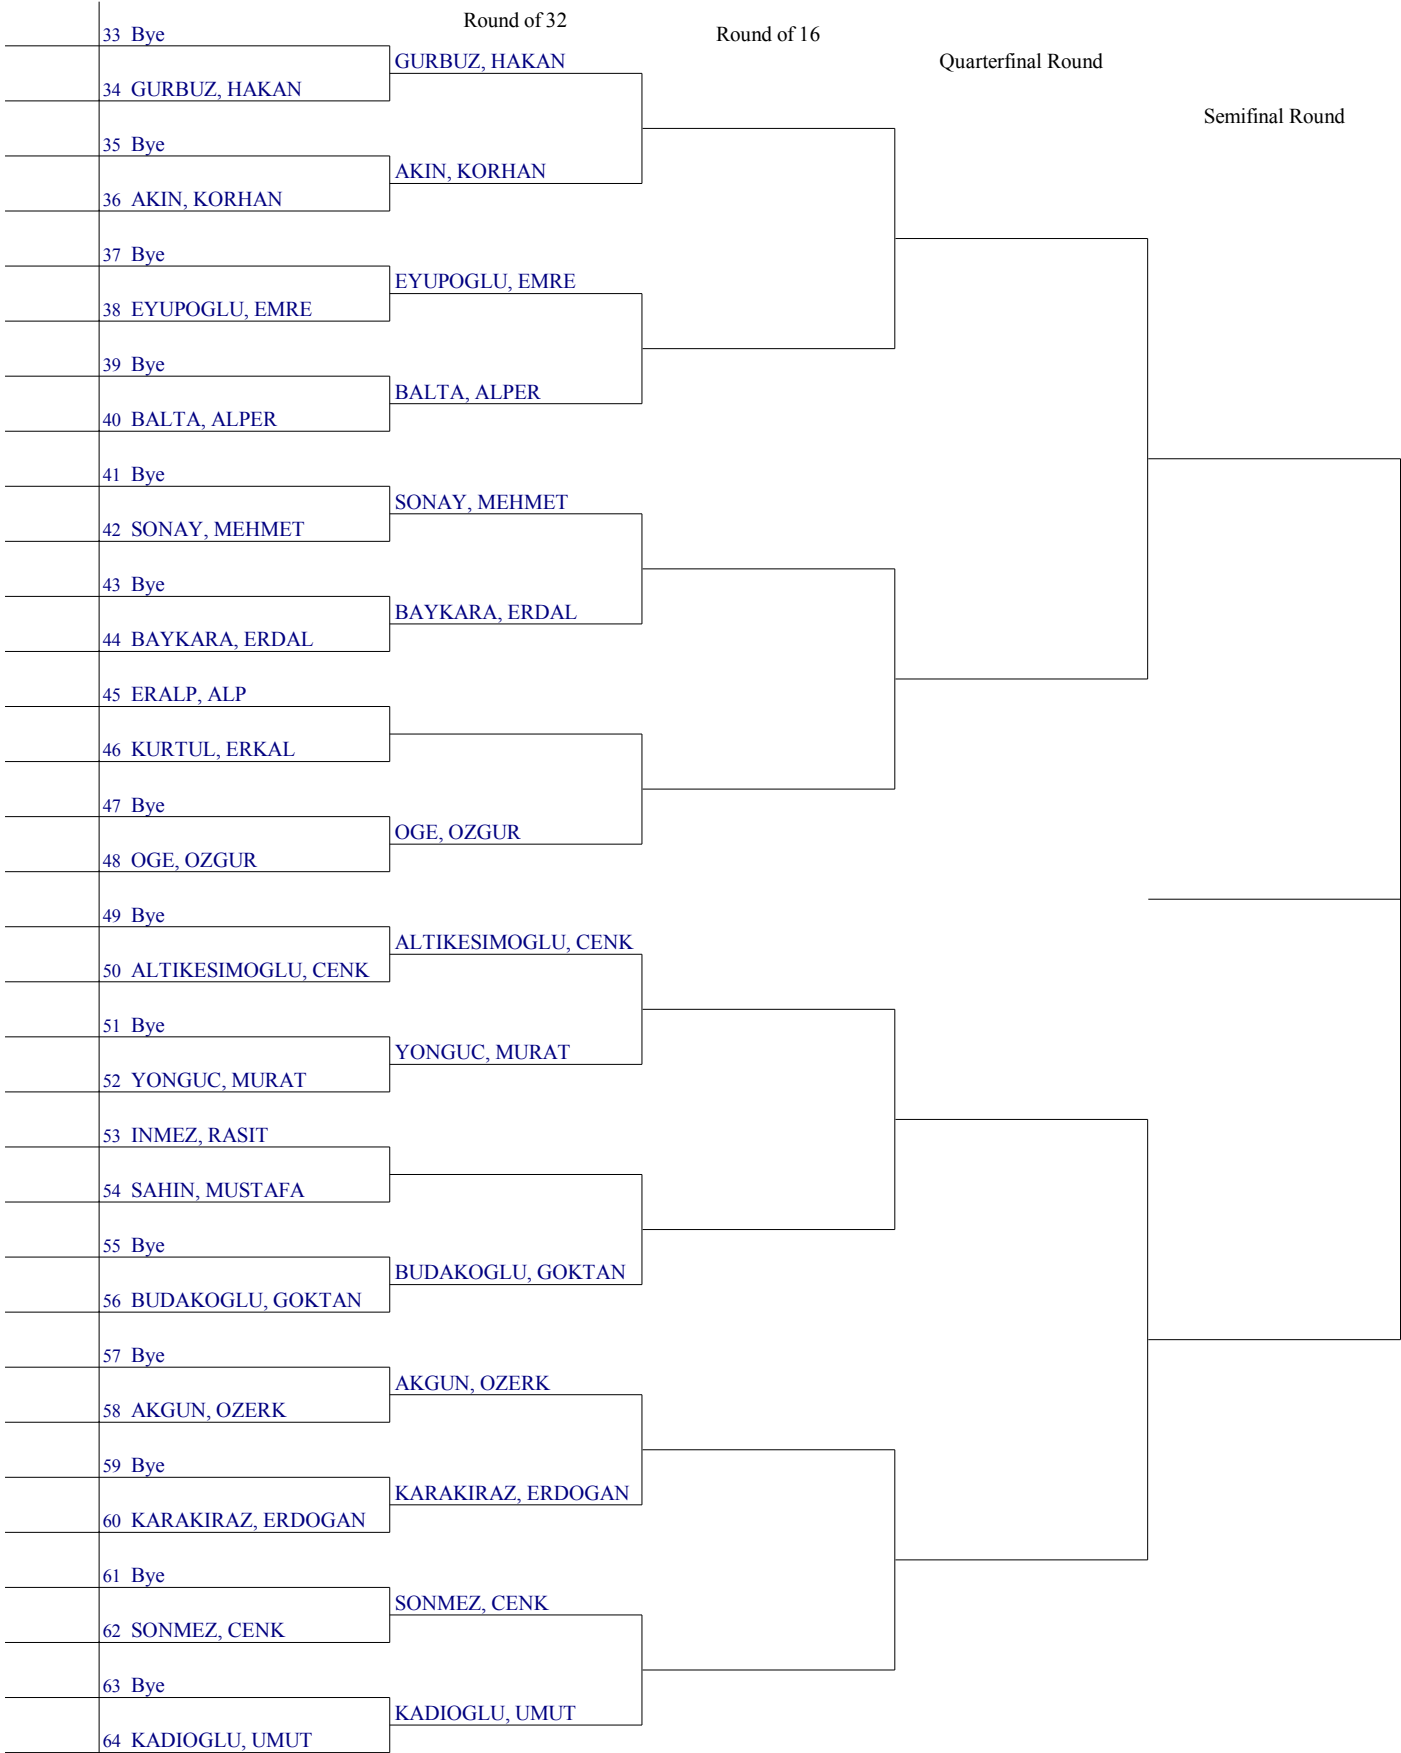 Round of 32
Round of 16
Quarterfinal Round
Semifinal Round
33 Bye
GURBUZ, HAKAN
34 GURBUZ, HAKAN
35 Bye
AKIN, KORHAN
36 AKIN, KORHAN
37 Bye
EYUPOGLU, EMRE
38 EYUPOGLU, EMRE
39 Bye
BALTA, ALPER
40 BALTA, ALPER
41 Bye
SONAY, MEHMET
42 SONAY, MEHMET
43 Bye
BAYKARA, ERDAL
44 BAYKARA, ERDAL
45 ERALP, ALP
46 KURTUL, ERKAL
47 Bye
OGE, OZGUR
48 OGE, OZGUR
49 Bye
ALTIKESIMOGLU, CENK
50 ALTIKESIMOGLU, CENK
51 Bye
YONGUC, MURAT
52 YONGUC, MURAT
53 INMEZ, RASIT
54 SAHIN, MUSTAFA
55 Bye
BUDAKOGLU, GOKTAN
56 BUDAKOGLU, GOKTAN
57 Bye
AKGUN, OZERK
58 AKGUN, OZERK
59 Bye
KARAKIRAZ, ERDOGAN
60 KARAKIRAZ, ERDOGAN
61 Bye
SONMEZ, CENK
62 SONMEZ, CENK
63 Bye
KADIOGLU, UMUT
64 KADIOGLU, UMUT